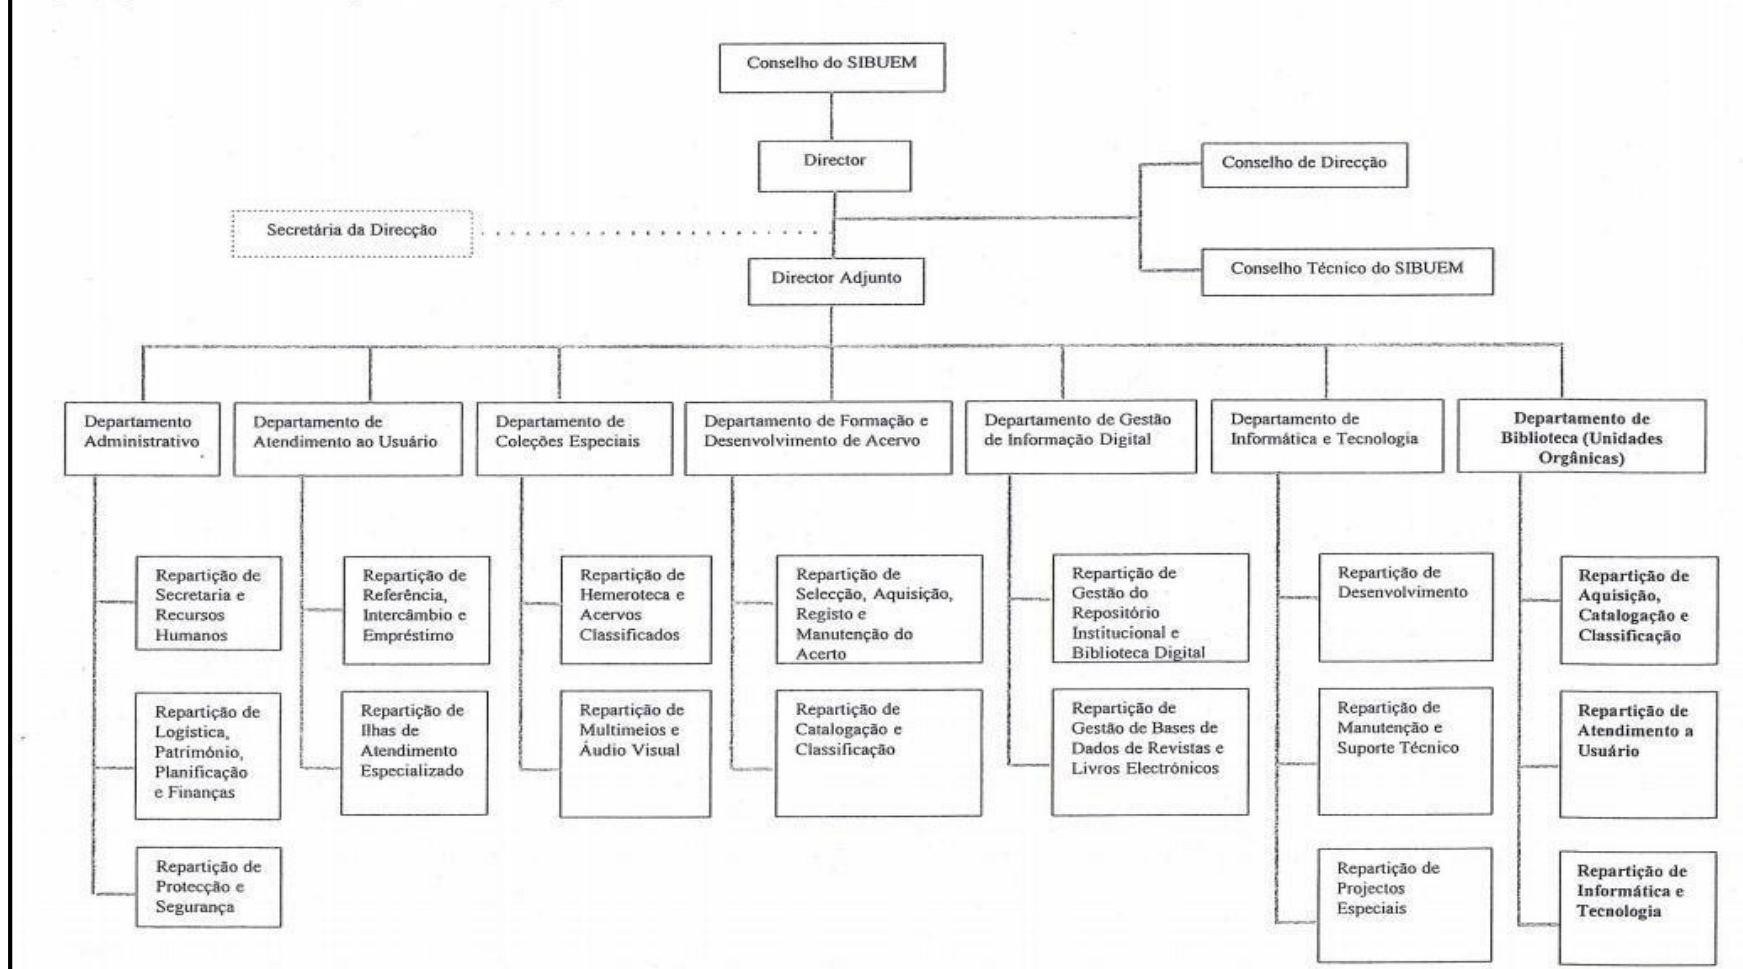 Conselho do SIBUEM
Director
Conselho de Direcção
Secretária da Direcção
Conselho Técnico do SIBUEM
Director Adjunto
Departamento
Administrativo
Departamento de
Atendimento ao Usuário
Departamento de
Coleções Especiais
Departamento de Formação e
Desenvolvimento de Acervo
Departamento de Gestão
de Informação Digital
Departamento de
Informática e Tecnologia
Departamento de
Biblioteca (Unidades
Orgânicas)
Repartição de
Secretaria e
Recursos
Humanos
Repartição de
Referência,
Intercâmbio e
Empréstimo
Repartição de
Hemeroteca e
Acervos
Classificados
Repartição de
Selecção, Aquisição,
Registo e
Manutenção do
Acerto
Repartição de
Gestão do
Repositório
Institucional e
Biblioteca Digital
Repartição de
Desenvolvimento
Repartição de
Aquisição,
Catalogação e
Classificação
Repartição de
Logística,
Património,
Planificação
e Finanças
Repartição de
Ilhas de
Atendimento
Especializado
Repartição de
Multimeios e
Áudio Visual
Repartição de
Catalogação e
Classificação
Repartição de
Gestão de Bases de
Dados de Revistas e
Livros Electrónicos
Repartição de
Manutenção e
Suporte Técnico
Repartição de
Atendimento a
Usuário
Repartição de
Protecção e
Segurança
Repartição de
Projectos
Especiais
Repartição de
Informática e
Tecnologia